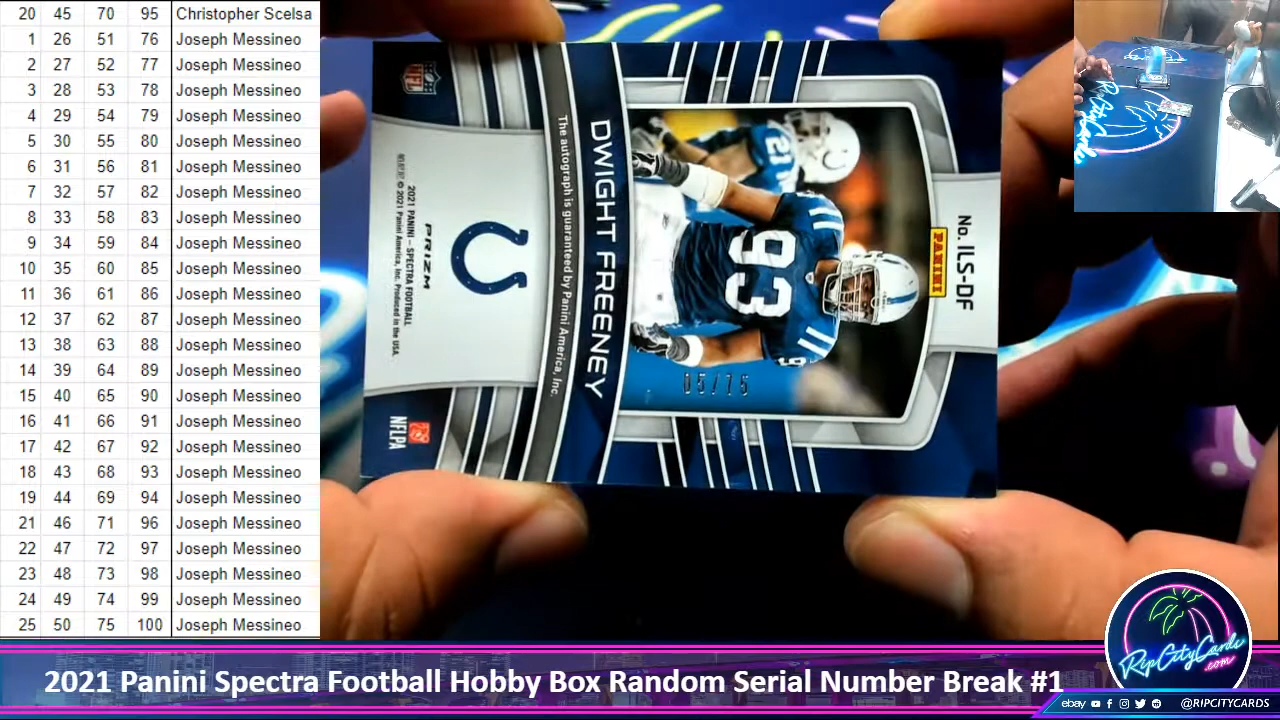 20 45 70 95 Christopher Scelsa
1 26 51 76 Joseph Messineo
2 27 52 77 Joseph Messineo
3 28 53 78 Joseph Messineo
4 29 54 79 Joseph Messineo
5 30 55 80 Joseph Messineo
6 31 56 81 Joseph Messineo
7 32 57 82 Joseph Messineo
8 33 58 83 Joseph Messineo
9 34 59 84 Joseph Messineo
10 35 60 85 Joseph Messineo
11 36 61 86 Joseph Messineo
12 37 62 87 Joseph Messineo
13 38 63 88 Joseph Messineo
14 39 64 89 Joseph Messineo
15 40 65 90 Joseph Messineo
16 41 66 91 Joseph Messineo
17 42 67 92 Joseph Messineo
18 43 68 93 Joseph Messineo
19 44 69 94 Joseph Messineo
21 46 71 96 Joseph Messineo
22 47 72 97 Joseph Messineo
23 48 73 98 Joseph Messineo
24 49 74 99 Joseph Messineo
25 50 75 100 Joseph Messineo
No. ILS-DF
PANINI
93
21
05/75
DWIGHT FREENEY
The autograph is guaranteed by Panini America, Inc.
PRIZM
2021 PANINI – SPECTRA FOOTBALL
© 2021 Panini America, Inc. Produced in the USA.
NFL
NFLPA
RipCityCards
RipCityCards
.com
2021 Panini Spectra Football Hobby Box Random Serial Number Break #1
ebay @RIPCITYCARDS